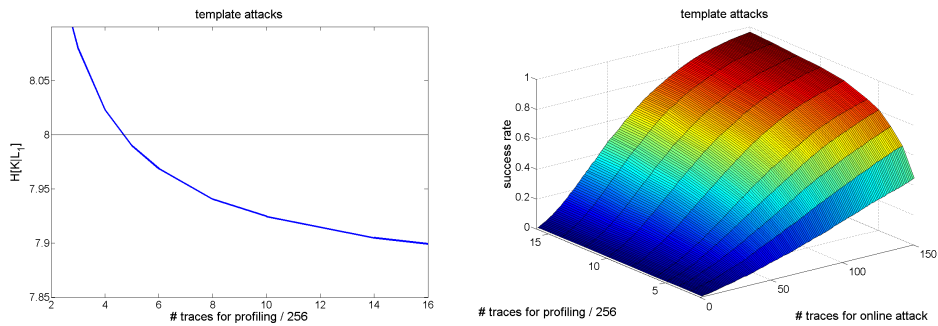 template attacks
8.05
8
7.95
7.9
7.85
H[K|L1]
2 4 6 8 10 12 14 16
# traces for profiling / 256
template attacks
1
0.8
0.6
0.4
0.2
0
success rate
15
10
5
0
50
100
150
# traces for profiling / 256
# traces for online attack